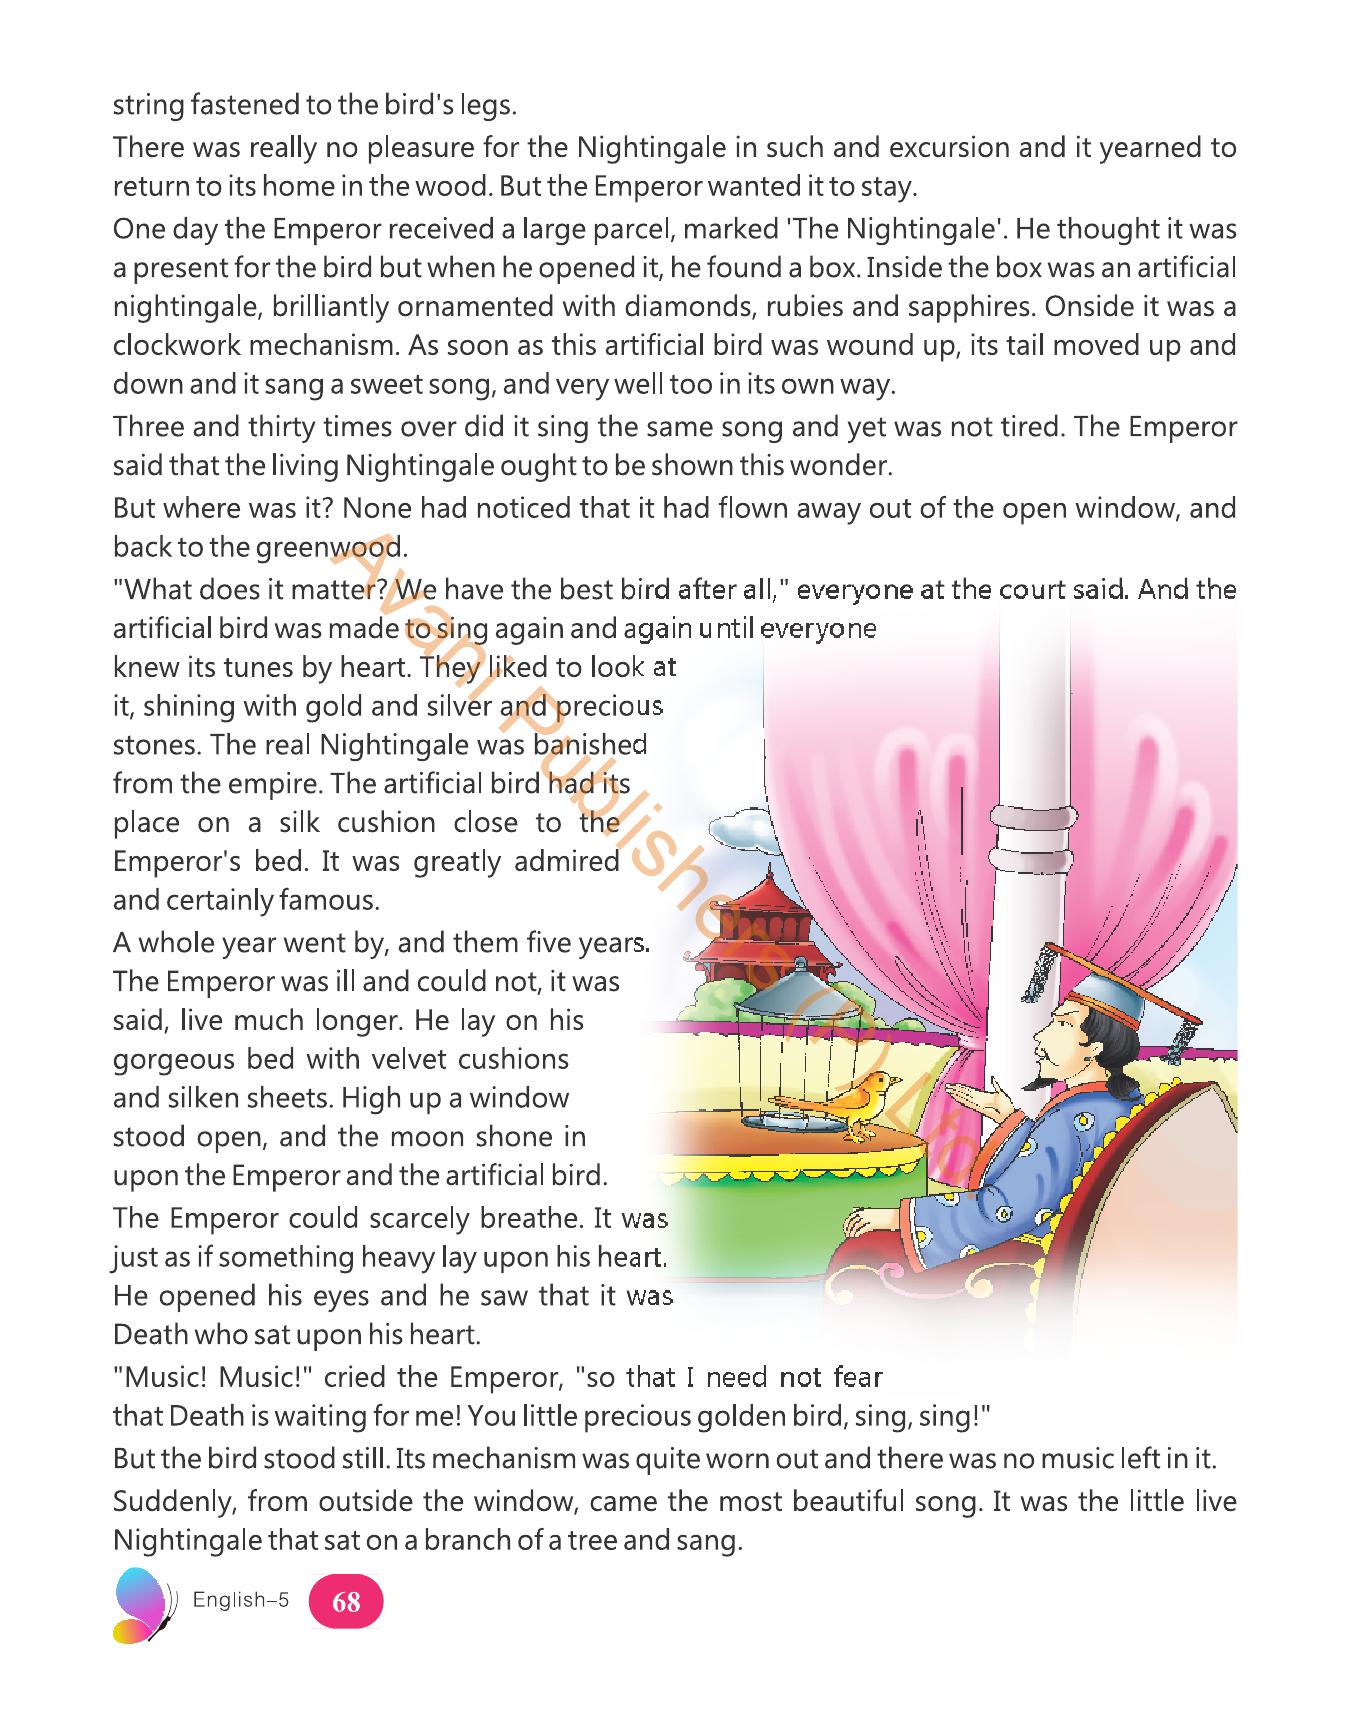 string fastened to the bird's legs.
There was really no pleasure for the Nightingale in such and excursion and it yearned to
return to its home in the wood. But the Emperor wanted it to stay.
One day the Emperor received a large parcel, marked 'The Nightingale'. He thought it was
a present for the bird but when he opened it, he found a box. Inside the box was an artificial
nightingale, brilliantly ornamented with diamonds, rubies and sapphires. Onside it was a
clockwork mechanism. As soon as this artificial bird was wound up, its tail moved up and
down and it sang a sweet song, and very well too in its own way.
Three and thirty times over did it sing the same song and yet was not tired. The Emperor
said that the living Nightingale ought to be shown this wonder.
But where was it? None had noticed that it had flown away out of the open window, and
back to the greenwood.
"What does it matter? We have the best bird after all," everyone at the court said. And the
artificial bird was made to sing again and again until everyone
knew its tunes by heart. They liked to look at
it, shining with gold and silver and precious
stones. The real Nightingale was banished
from the empire. The artificial bird had its
place on a silk cushion close to the
Emperor's bed. It was greatly admired
and certainly famous.
A whole year went by, and them five years.
The Emperor was ill and could not, it was
said, live much longer. He lay on his
gorgeous bed with velvet cushions
and silken sheets. High up a window
stood open, and the moon shone in
upon the Emperor and the artificial bird.
The Emperor could scarcely breathe. It was
just as if something heavy lay upon his heart.
He opened his eyes and he saw that it was
Death who sat upon his heart.
"Music! Music!" cried the Emperor, "so that I need not fear
that Death is waiting for me! You little precious golden bird, sing, sing!"
But the bird stood still. Its mechanism was quite worn out and there was no music left in it.
Suddenly, from outside the window, came the most beautiful song. It was the little live
Nightingale that sat on a branch of a tree and sang.
English–5 68
Avani Publishers (P) Ltd.